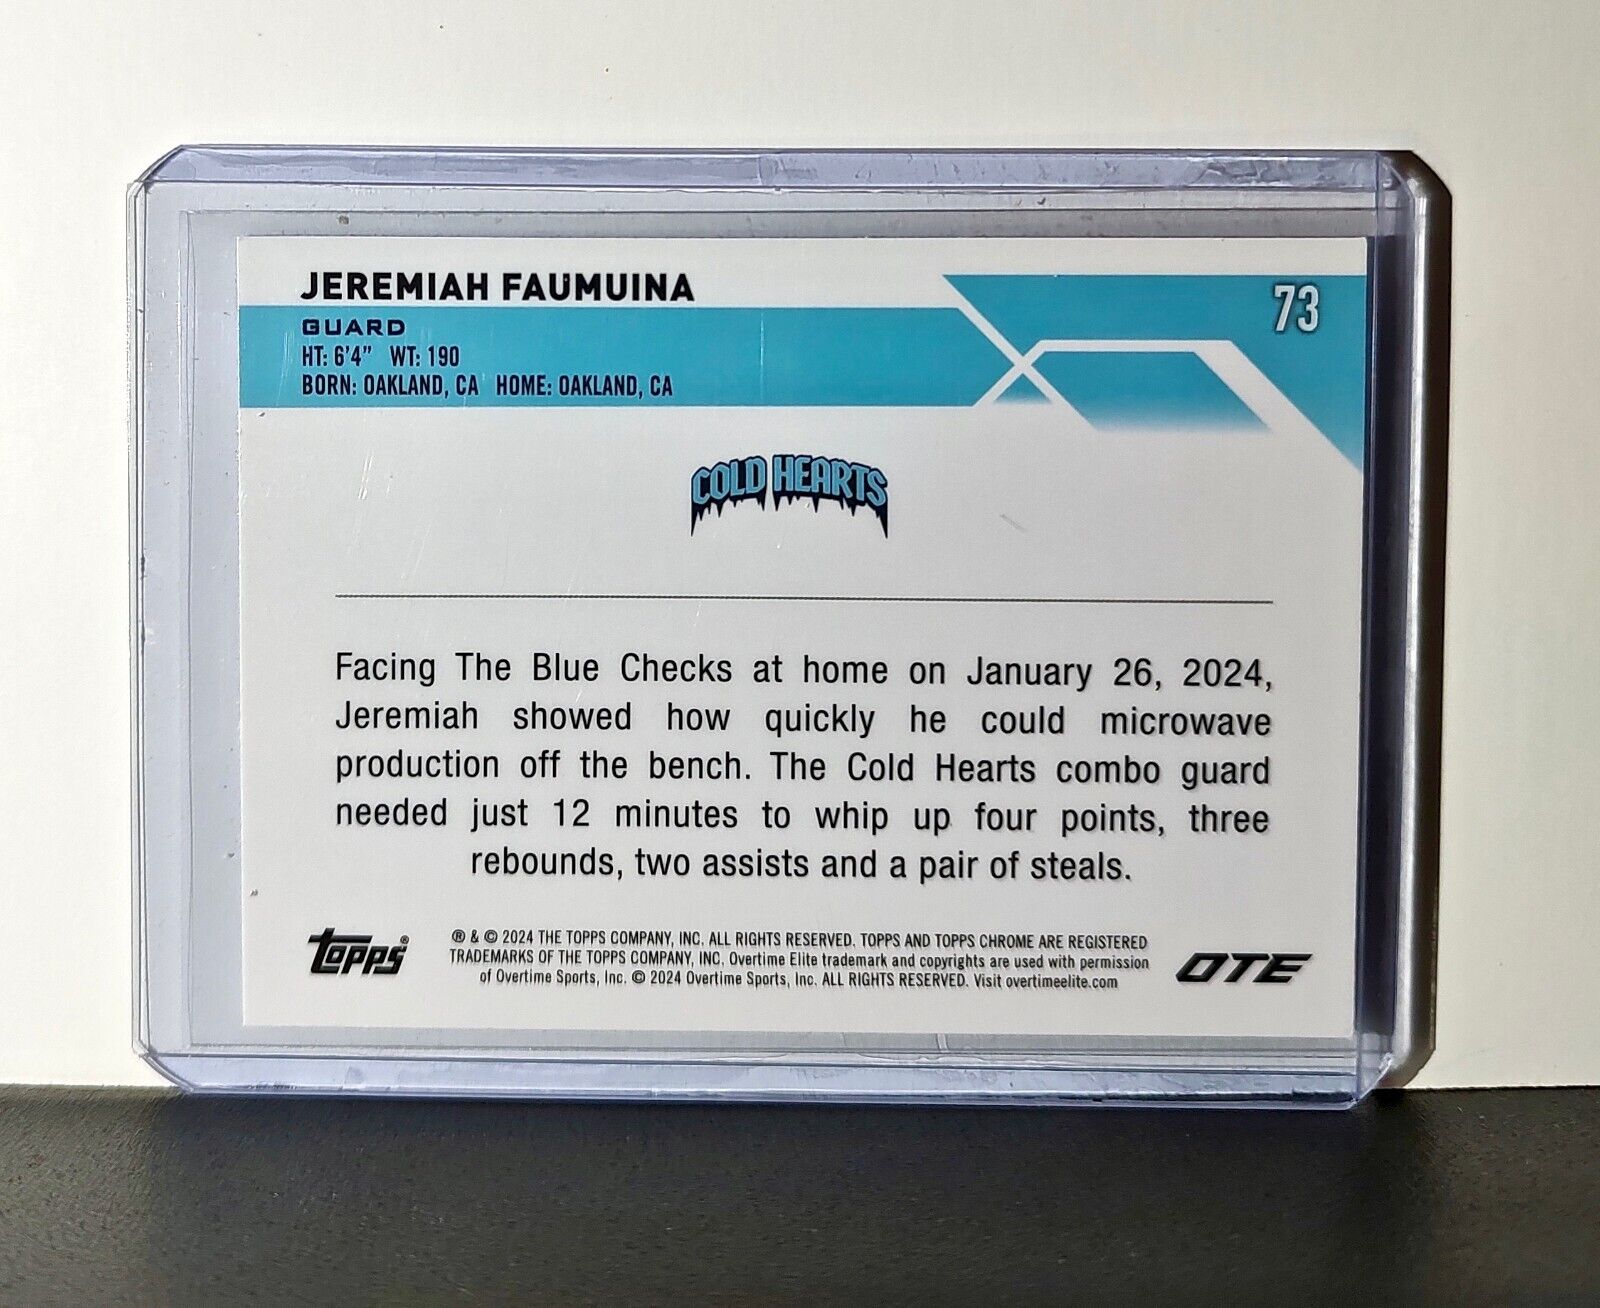 JEREMIAH FAUMUINA
73
GUARD
HT: 6'4" WT: 190
BORN: OAKLAND, CA HOME: OAKLAND, CA
COLD HEARTS
Facing The Blue Checks at home on January 26, 2024,
Jeremiah showed how quickly he could microwave
production off the bench. The Cold Hearts combo guard
needed just 12 minutes to whip up four points, three
rebounds, two assists and a pair of steals.
topps®
® & © 2024 THE TOPPS COMPANY, INC. ALL RIGHTS RESERVED. TOPPS AND TOPPS CHROME ARE REGISTERED
TRADEMARKS OF THE TOPPS COMPANY, INC. Overtime Elite trademark and copyrights are used with permission
of Overtime Sports, Inc. © 2024 Overtime Sports, Inc. ALL RIGHTS RESERVED. Visit overtimeelite.com
OTE